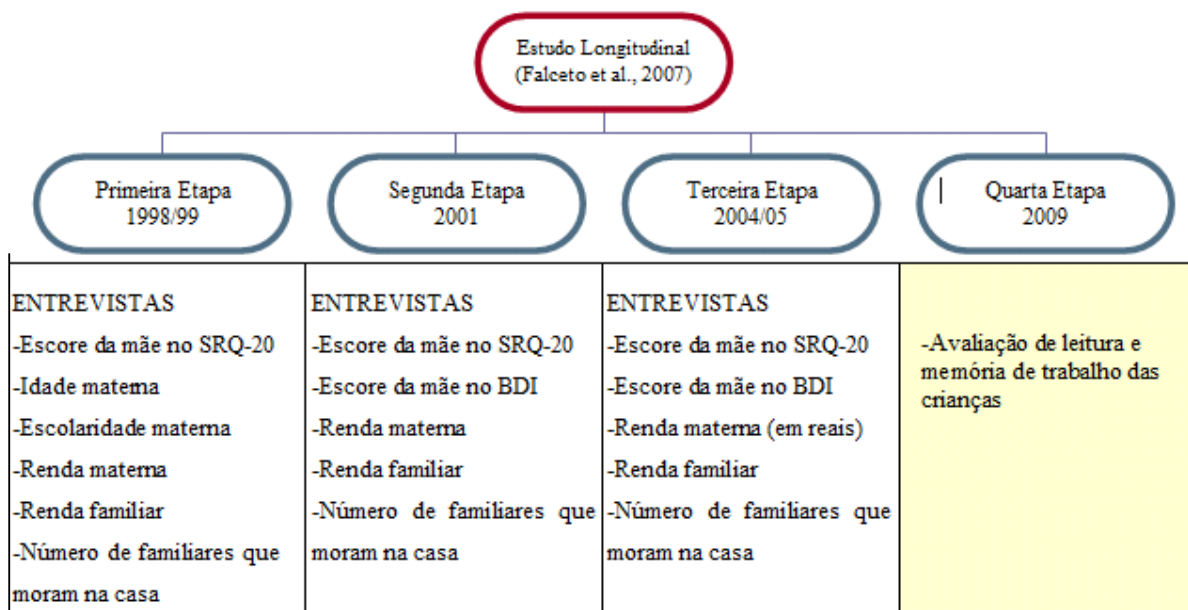 Estudo Longitudinal
(Falceto et al., 2007)
Primeira Etapa
1998/99
Segunda Etapa
2001
Terceira Etapa
2004/05
Quarta Etapa
2009
ENTREVISTAS
-Escore da mãe no SRQ-20
-Idade materna
-Escolaridade materna
-Renda materna
-Renda familiar
-Número de familiares que
moram na casa
ENTREVISTAS
-Escore da mãe no SRQ-20
-Escore da mãe no BDI
-Renda materna
-Renda familiar
-Número de familiares que
moram na casa
ENTREVISTAS
-Escore da mãe no SRQ-20
-Escore da mãe no BDI
-Renda materna (em reais)
-Renda familiar
-Número de familiares que
moram na casa
-Avaliação de leitura e
memória de trabalho das
crianças